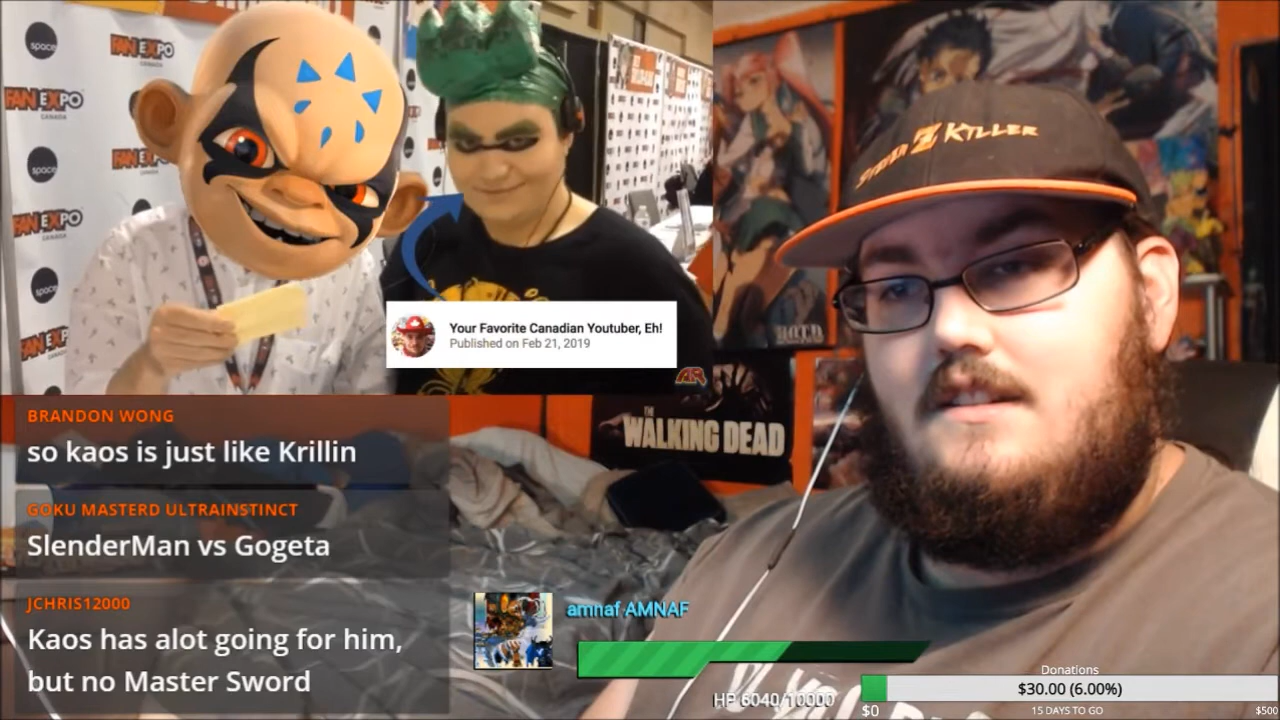 space
FAN EXPO
CANADA
FAN EXPO
CANADA
space
FAN EXPO
FAN EXPO
CANADA
space
FAN EXPO
Z KILLER
H.O.T.D
Your Favorite Canadian Youtuber, Eh!
Published on Feb 21, 2019
THE
WALKING DEAD
BRANDON WONG
so kaos is just like Krillin
GOKU MASTERD ULTRAINSTINCT
SlenderMan vs Gogeta
JCHRIS12000
Kaos has alot going for him,
but no Master Sword
amnaf AMNAF
HP 6040/10000
Donations
$30.00 (6.00%)
$0
15 DAYS TO GO
$500